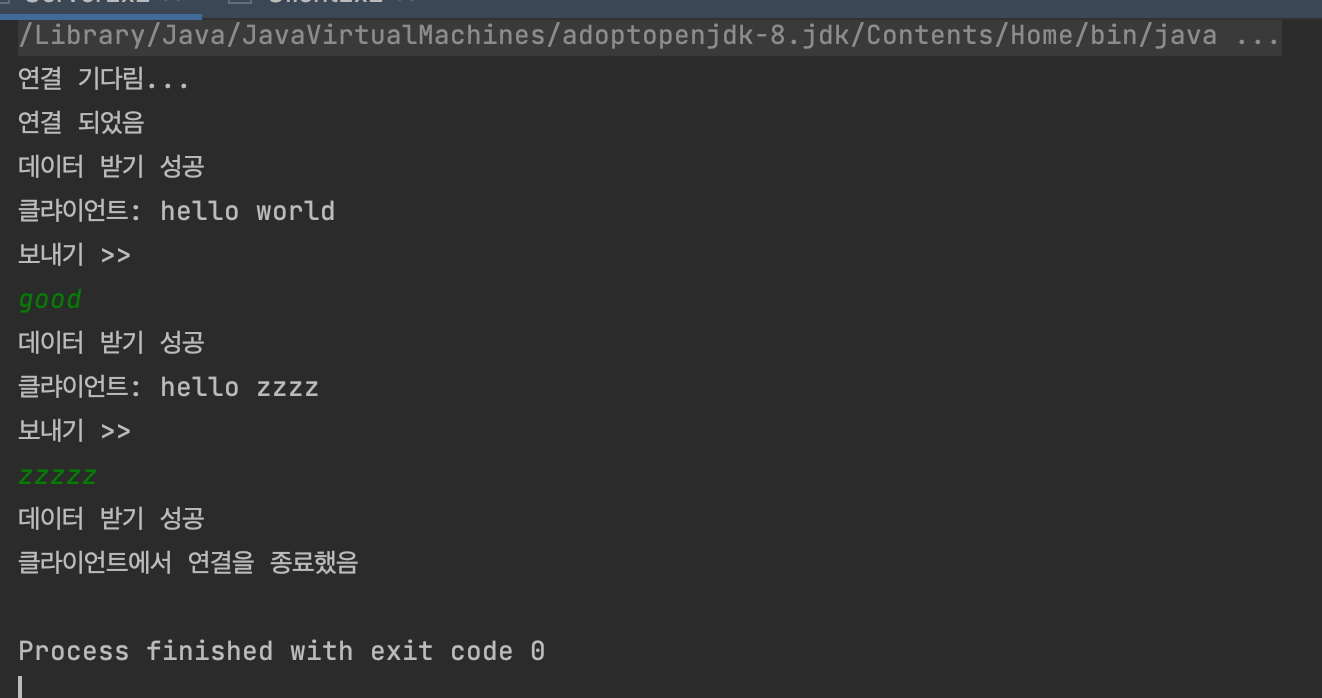 /Library/Java/JavaVirtualMachines/adoptopenjdk-8.jdk/Contents/Home/bin/java ...
연결 기다림...
연결 되었음
데이터 받기 성공
클랴이언트: hello world
보내기 >>
good
데이터 받기 성공
클랴이언트: hello zzzz
보내기 >>
zzzzz
데이터 받기 성공
클라이언트에서 연결을 종료했음
Process finished with exit code 0